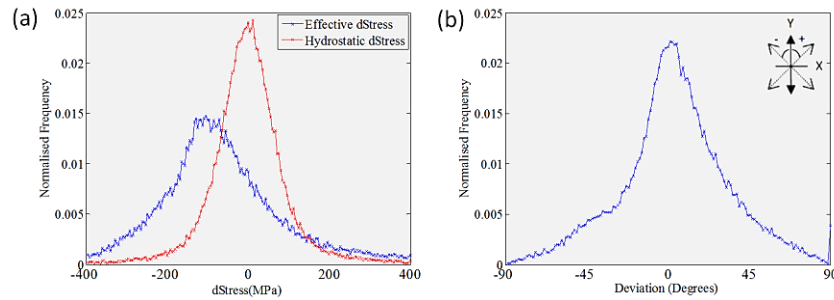 (a)
Effective dStress
Hydrostatic dStress
Normalised Frequency
0.025
0.02
0.015
0.01
0.005
0
-400
-200
0
200
400
dStress(MPa)
(b)
Normalised Frequency
0.025
0.02
0.015
0.01
0.005
0
-90
-45
0
45
90
Deviation (Degrees)
Y
- +
X